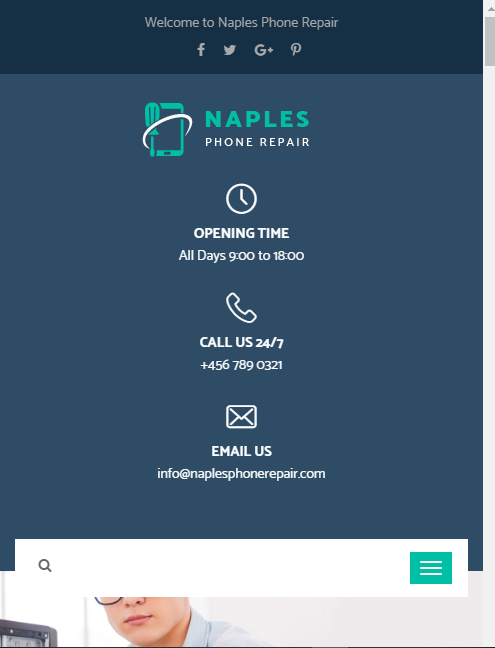 Welcome to Naples Phone Repair
NAPLES
PHONE REPAIR
OPENING TIME
All Days 9:00 to 18:00
CALL US 24/7
+456 789 0321
EMAIL US
info@naplesphonerepair.com